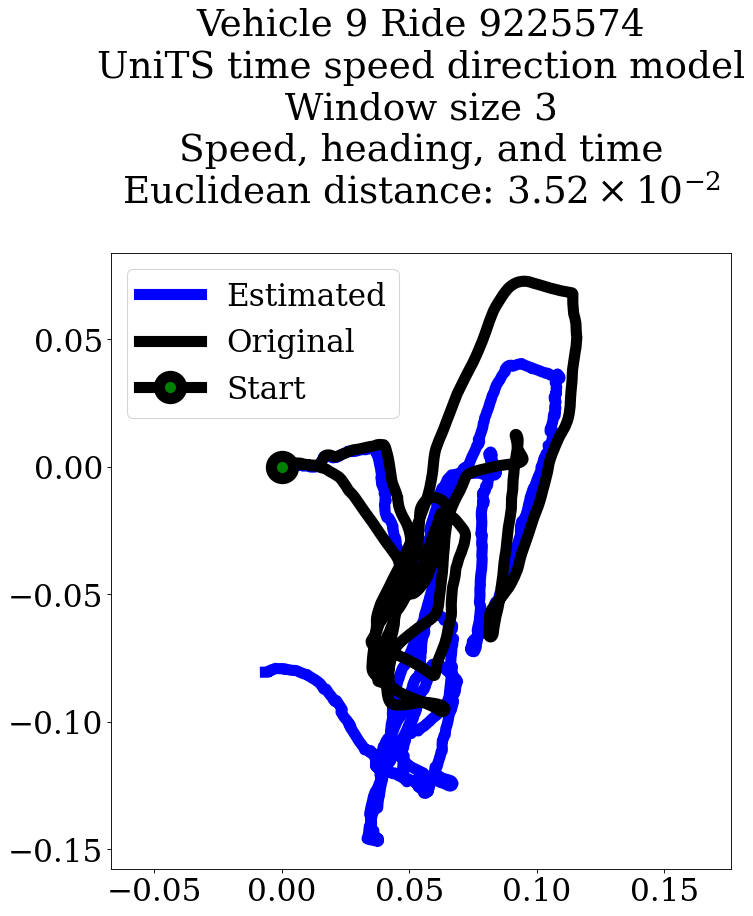 Vehicle 9 Ride 9225574
UniTS time speed direction model
Window size 3
Speed, heading, and time
Euclidean distance: 3.52 × 10⁻²
Estimated
Original
Start
0.05
0.00
−0.05
−0.10
−0.15
−0.05 0.00 0.05 0.10 0.15